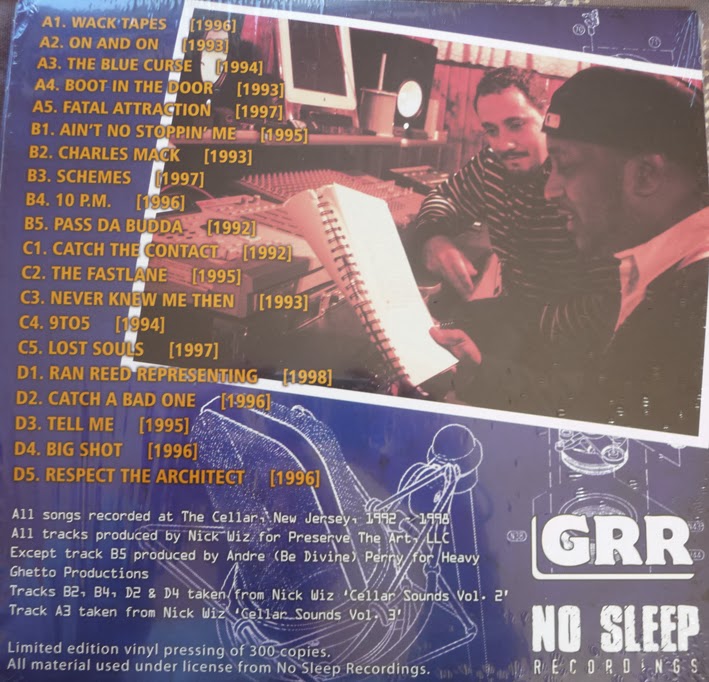 A1. WACK TAPES [1996]
A2. ON AND ON [1993]
A3. THE BLUE CURSE [1994]
A4. BOOT IN THE DOOR [1993]
A5. FATAL ATTRACTION [1997]
B1. AIN'T NO STOPPIN' ME [1995]
B2. CHARLES MACK [1993]
B3. SCHEMES [1997]
B4. 10 P.M. [1996]
B5. PASS DA BUDDA [1992]
C1. CATCH THE CONTACT [1992]
C2. THE FASTLANE [1995]
C3. NEVER KNEW ME THEN [1993]
C4. 9TO5 [1994]
C5. LOST SOULS [1997]
D1. RAN REED REPRESENTING [1998]
D2. CATCH A BAD ONE [1996]
D3. TELL ME [1995]
D4. BIG SHOT [1996]
D5. RESPECT THE ARCHITECT [1996]
All songs recorded at The Cellar, New Jersey, 1992 - 1998
All tracks produced by Nick Wiz for Preserve The Art, LLC
Except track B5 produced by Andre (Be Divine) Perry for Heavy
Ghetto Productions
Tracks B2, B4, D2 & D4 taken from Nick Wiz 'Cellar Sounds Vol. 2'
Track A3 taken from Nick Wiz 'Cellar Sounds Vol. 3'
Limited edition vinyl pressing of 300 copies.
All material used under license from No Sleep Recordings.
GRR
NO SLEEP
RECORDINGS